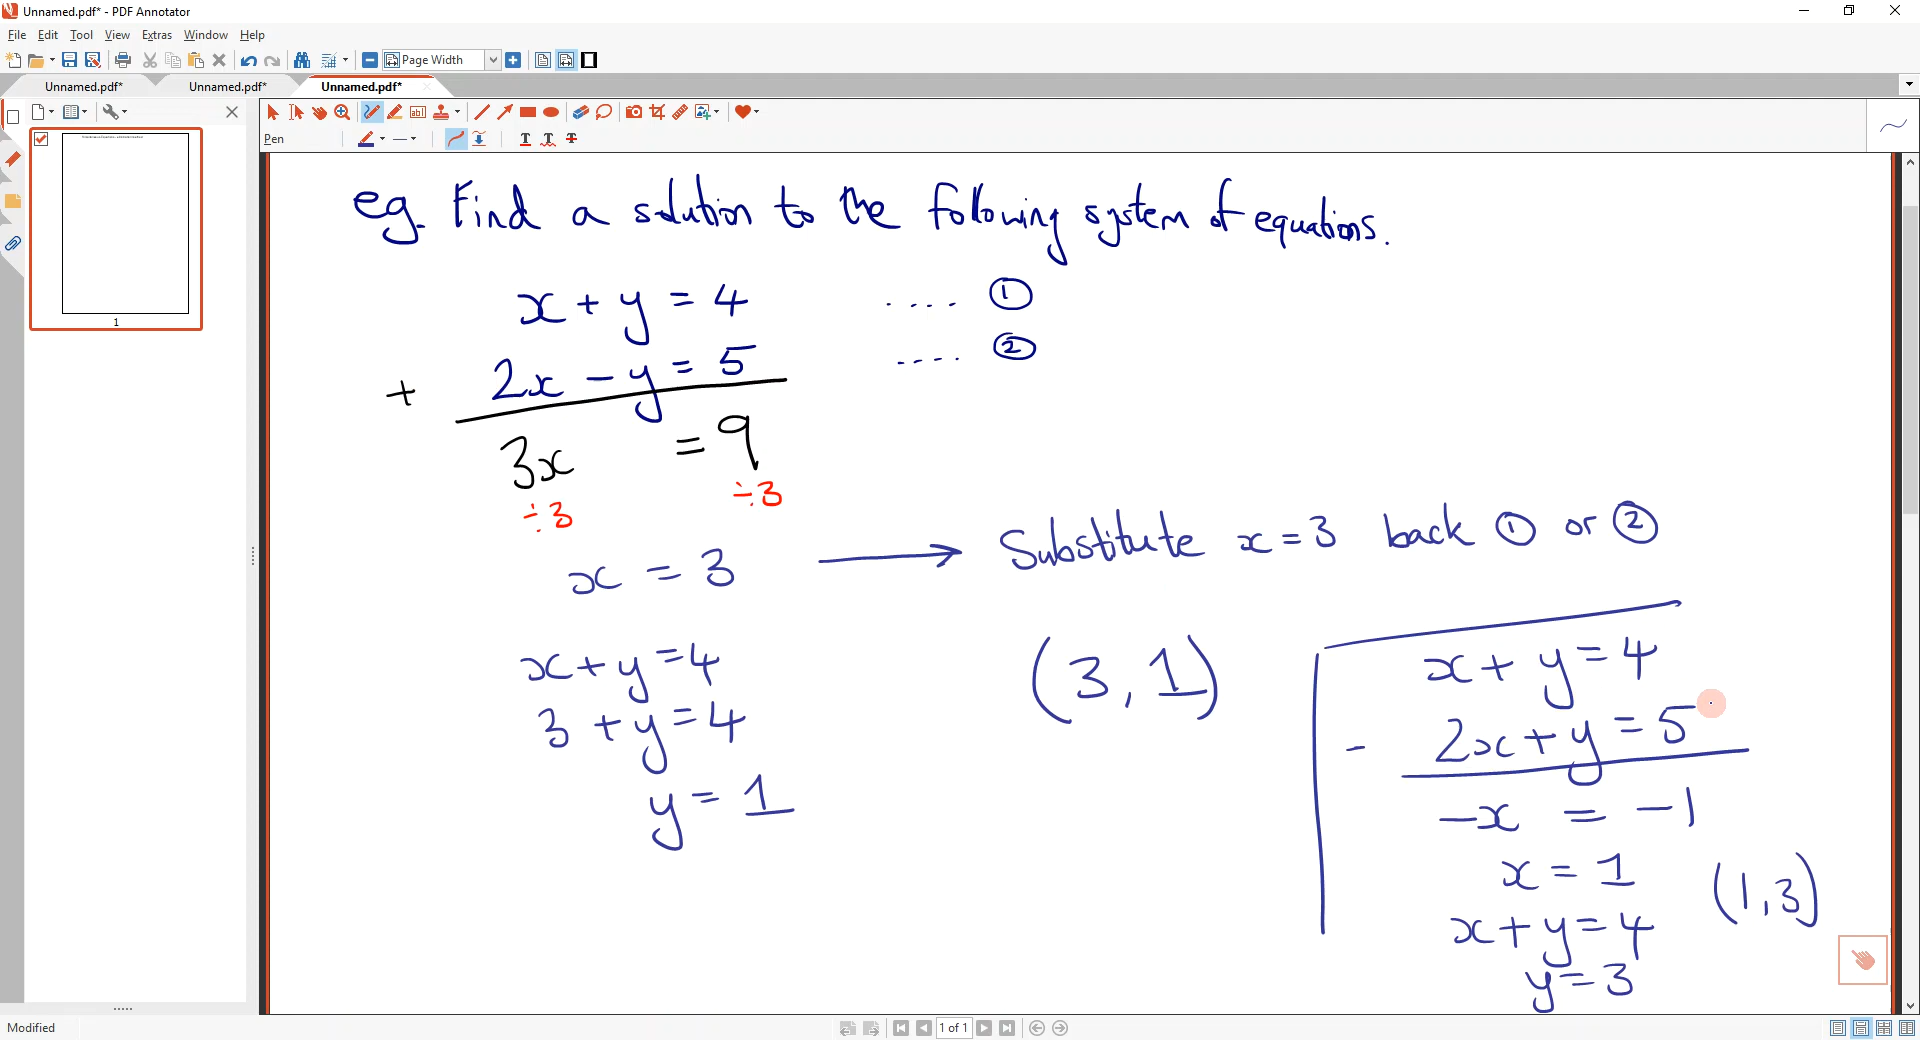 Unnamed.pdf* - PDF Annotator
File Edit Tool View Extras Window Help
Page Width
Unnamed.pdf* Unnamed.pdf* Unnamed.pdf*
Pen
1
eg. Find a solution to the following system of equations.
x + y = 4 .... ①
2x - y = 5 .... ②
+
3x = 9
÷3 ÷3
x = 3 → Substitute x = 3 back ① or ②
x + y = 4
3 + y = 4
y = 1
(3, 1)
x + y = 4
- 2x + y = 5
-x = -1
x = 1
(1, 3)
x + y = 4
y = 3
Modified
1 of 1